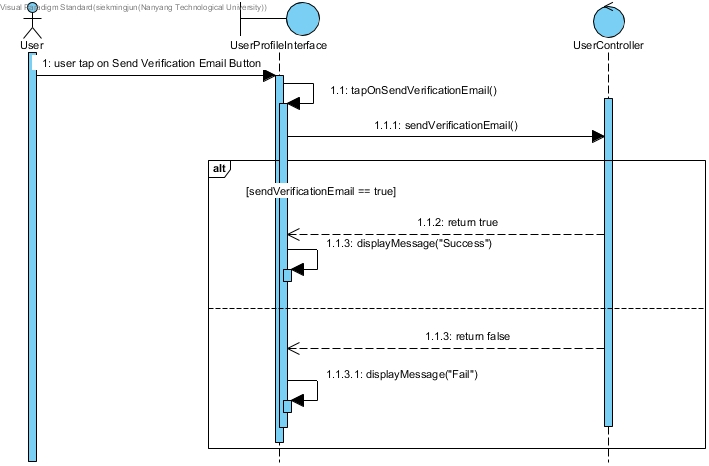 Visual Paradigm Standard(siekmingjun(Nanyang Technological University))
User
UserProfileInterface
UserController
1: user tap on Send Verification Email Button
1.1: tapOnSendVerificationEmail()
1.1.1: sendVerificationEmail()
alt
[sendVerificationEmail == true]
1.1.2: return true
1.1.3: displayMessage("Success")
1.1.3: return false
1.1.3.1: displayMessage("Fail")